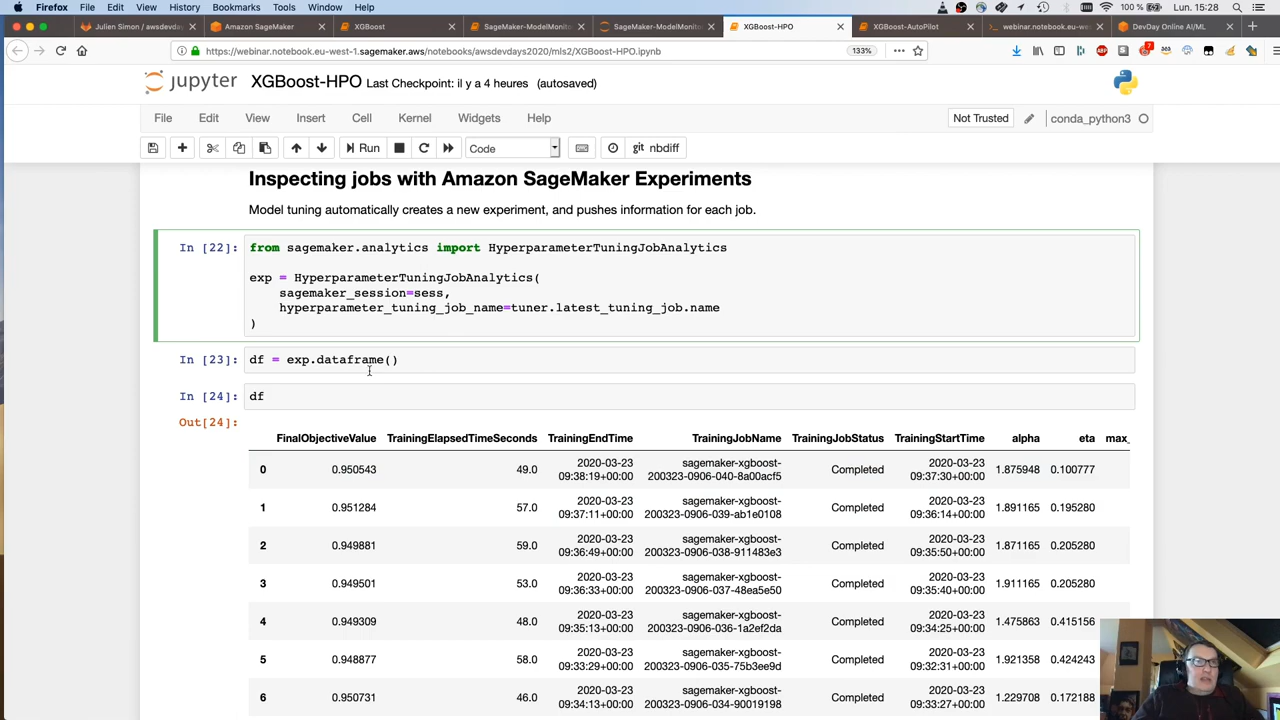 Firefox File Edit View History Bookmarks Tools Window Help 100 % Lun. 15:28
Julien Simon / awsdevda Amazon SageMaker XGBoost SageMaker-ModelMonit SageMaker-ModelMonit XGBoost-HPO XGBoost-AutoPilot webinar.notebook.eu-west DevDay Online AI/ML
https://webinar.notebook.eu-west-1.sagemaker.aws/notebooks/awsdevdays2020/mls2/XGBoost-HPO.ipynb 133%
jupyter XGBoost-HPO Last Checkpoint: il y a 4 heures (autosaved)
File Edit View Insert Cell Kernel Widgets Help Not Trusted conda_python3
Run Code git nbdiff
Inspecting jobs with Amazon SageMaker Experiments
Model tuning automatically creates a new experiment, and pushes information for each job.
In [22]: from sagemaker.analytics import HyperparameterTuningJobAnalytics
exp = HyperparameterTuningJobAnalytics(
sagemaker_session=sess,
hyperparameter_tuning_job_name=tuner.latest_tuning_job.name
)
In [23]: df = exp.dataframe()
In [24]: df
Out[24]:
FinalObjectiveValue TrainingElapsedTimeSeconds TrainingEndTime TrainingJobName TrainingJobStatus TrainingStartTime alpha eta max_
0 0.950543 49.0 2020-03-23 09:38:19+00:00 sagemaker-xgboost-200323-0906-040-8a00acf5 Completed 2020-03-23 09:37:30+00:00 1.875948 0.100777
1 0.951284 57.0 2020-03-23 09:37:11+00:00 sagemaker-xgboost-200323-0906-039-ab1e0108 Completed 2020-03-23 09:36:14+00:00 1.891165 0.195280
2 0.949881 59.0 2020-03-23 09:36:49+00:00 sagemaker-xgboost-200323-0906-038-911483e3 Completed 2020-03-23 09:35:50+00:00 1.871165 0.205280
3 0.949501 53.0 2020-03-23 09:36:33+00:00 sagemaker-xgboost-200323-0906-037-48ea5e50 Completed 2020-03-23 09:35:40+00:00 1.911165 0.205280
4 0.949309 48.0 2020-03-23 09:35:13+00:00 sagemaker-xgboost-200323-0906-036-1a2ef2da Completed 2020-03-23 09:34:25+00:00 1.475863 0.415156
5 0.948877 58.0 2020-03-23 09:33:29+00:00 sagemaker-xgboost-200323-0906-035-75b3ee9d Completed 2020-03-23 09:32:31+00:00 1.921358 0.424243
6 0.950731 46.0 2020-03-23 09:34:13+00:00 sagemaker-xgboost-200323-0906-034-90019198 Completed 2020-03-23 09:33:27+00:00 1.229708 0.172188